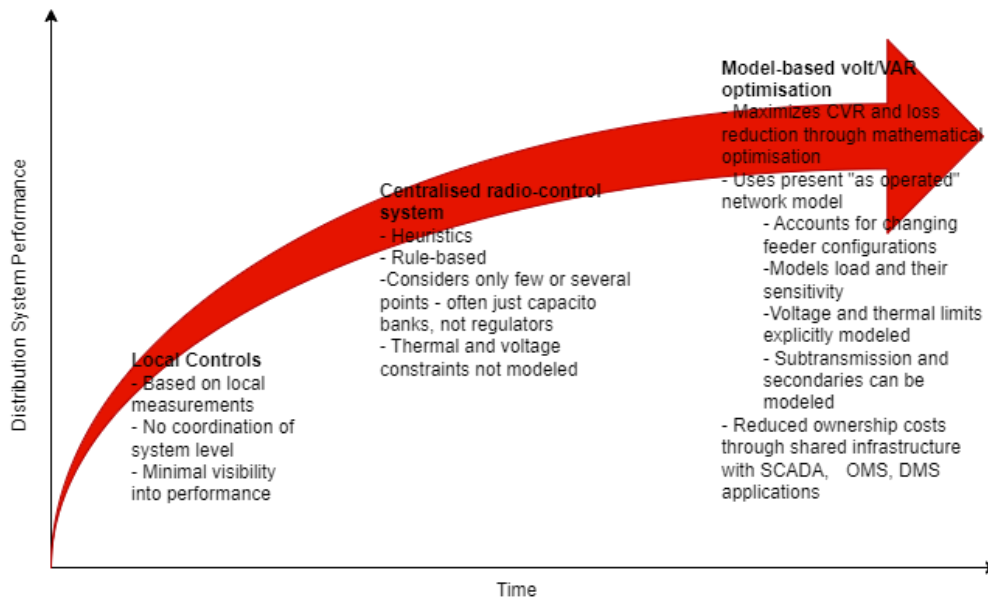 Distribution System Performance
Local Controls
- Based on local
measurements
- No coordination of
system level
- Minimal visibility
into performance
Centralised radio-control
system
- Heuristics
- Rule-based
-Considers only few or several
points - often just capacito
banks, not regulators
- Thermal and voltage
constraints not modeled
Model-based volt/VAR
optimisation
- Maximizes CVR and loss
reduction through mathematical
optimisation
- Uses present "as operated"
network model
- Accounts for changing
feeder configurations
-Models load and their
sensitivity
-Voltage and thermal limits
explicitly modeled
- Subtransmission and
secondaries can be
modeled
- Reduced ownership costs
through shared infrastructure
with SCADA, OMS, DMS
applications
Time